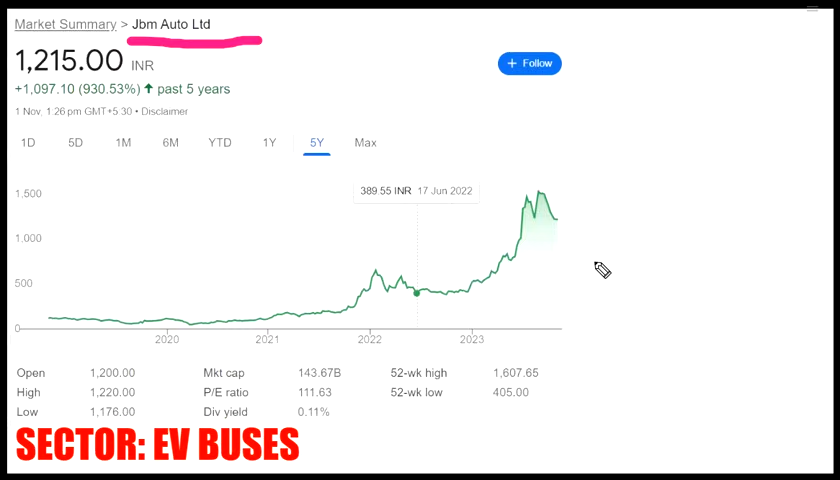 Market Summary > Jbm Auto Ltd
1,215.00 INR
+ Follow
+1,097.10 (930.53%) ↑ past 5 years
1 Nov, 1:26 pm GMT+5:30 • Disclaimer
1D 5D 1M 6M YTD 1Y 5Y Max
389.55 INR 17 Jun 2022
1,500
1,000
500
0
2020 2021 2022 2023
Open 1,200.00 Mkt cap 143.67B 52-wk high 1,607.65
High 1,220.00 P/E ratio 111.63 52-wk low 405.00
Low 1,176.00 Div yield 0.11%
SECTOR: EV BUSES